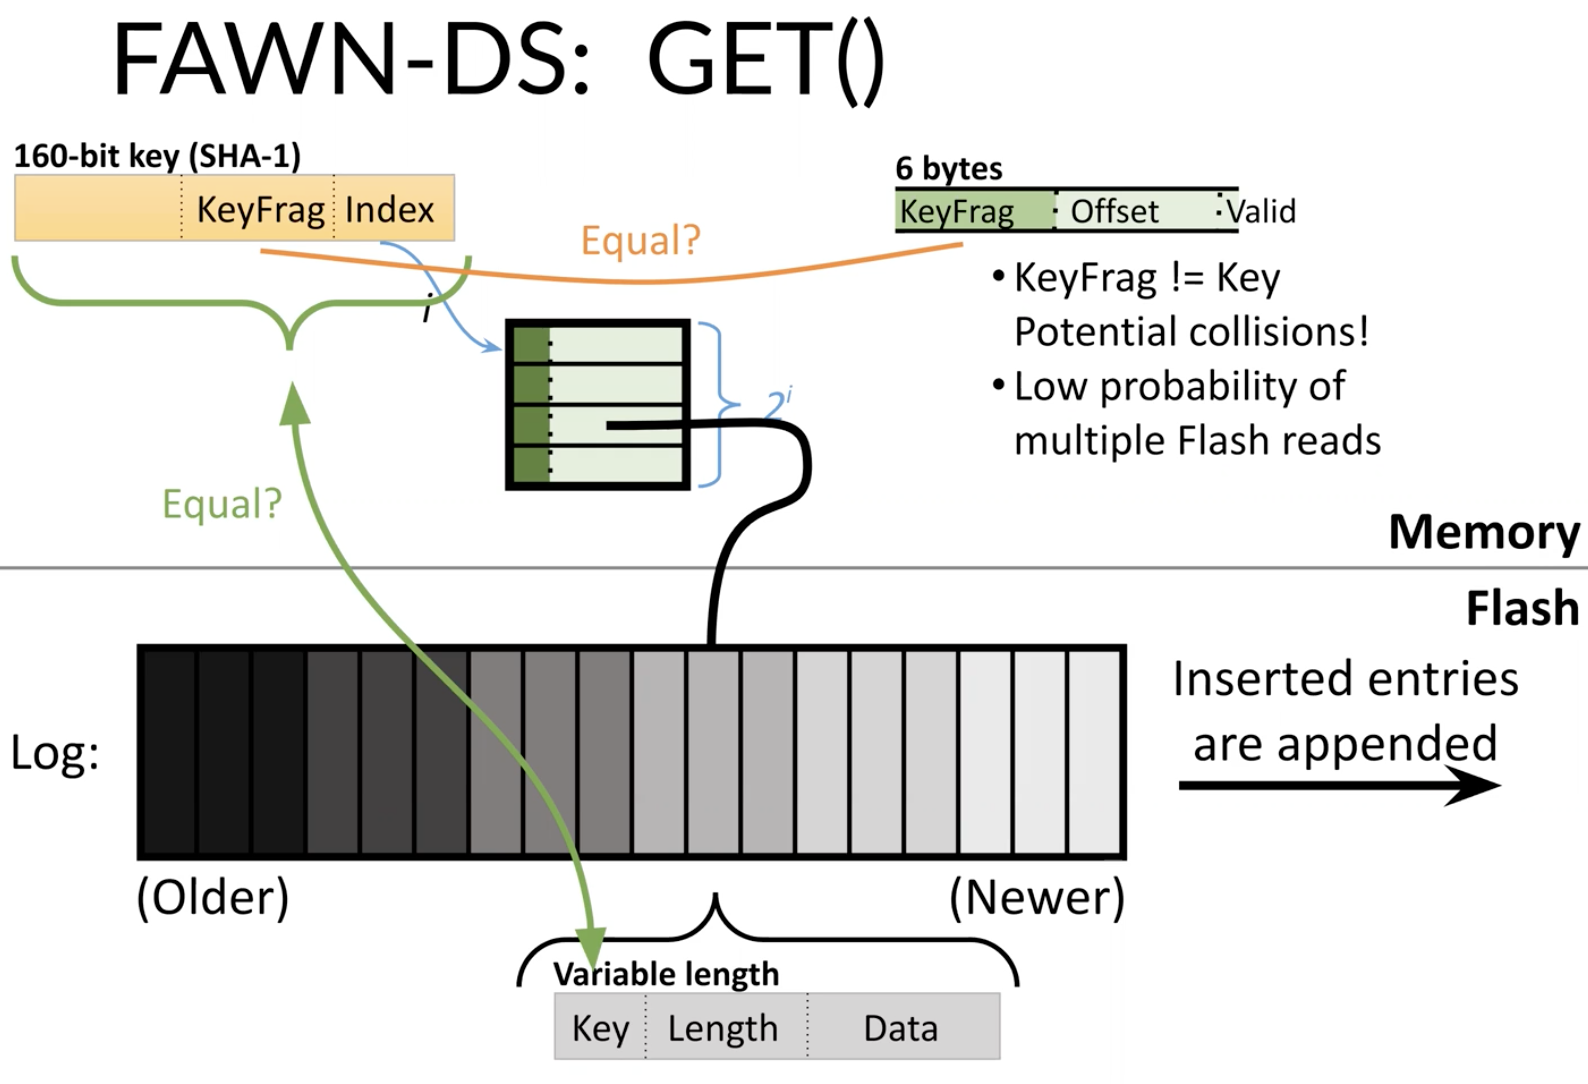 FAWN-DS: GET()
160-bit key (SHA-1)
KeyFrag Index
6 bytes
KeyFrag Offset Valid
Equal?
i
• KeyFrag != Key
Potential collisions!
• Low probability of
multiple Flash reads
2^i
Equal?
Memory
Flash
Inserted entries
are appended
Log:
(Older)
(Newer)
Variable length
Key Length Data